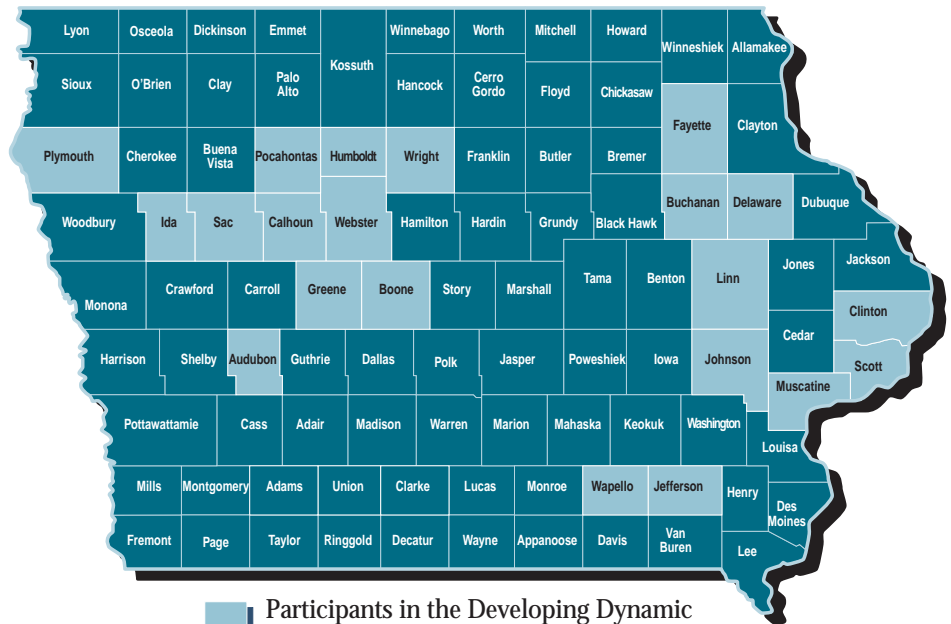 Lyon Osceola Dickinson Emmet Winnebago Worth Mitchell Howard
Winneshiek Allamakee
Kossuth
Sioux O'Brien Clay Palo Alto Hancock Cerro Gordo Floyd Chickasaw
Fayette Clayton
Plymouth Cherokee Buena Vista Pocahontas Humboldt Wright Franklin Butler Bremer
Woodbury Ida Sac Calhoun Webster Hamilton Hardin Grundy Black Hawk Buchanan Delaware Dubuque
Monona Crawford Carroll Greene Boone Story Marshall Tama Benton Linn Jones Jackson
Clinton
Cedar
Harrison Shelby Audubon Guthrie Dallas Polk Jasper Poweshiek Iowa Johnson Scott
Muscatine
Pottawattamie Cass Adair Madison Warren Marion Mahaska Keokuk Washington
Louisa
Mills Montgomery Adams Union Clarke Lucas Monroe Wapello Jefferson Henry
Des Moines
Fremont Page Taylor Ringgold Decatur Wayne Appanoose Davis Van Buren Lee
Participants in the Developing Dynamic